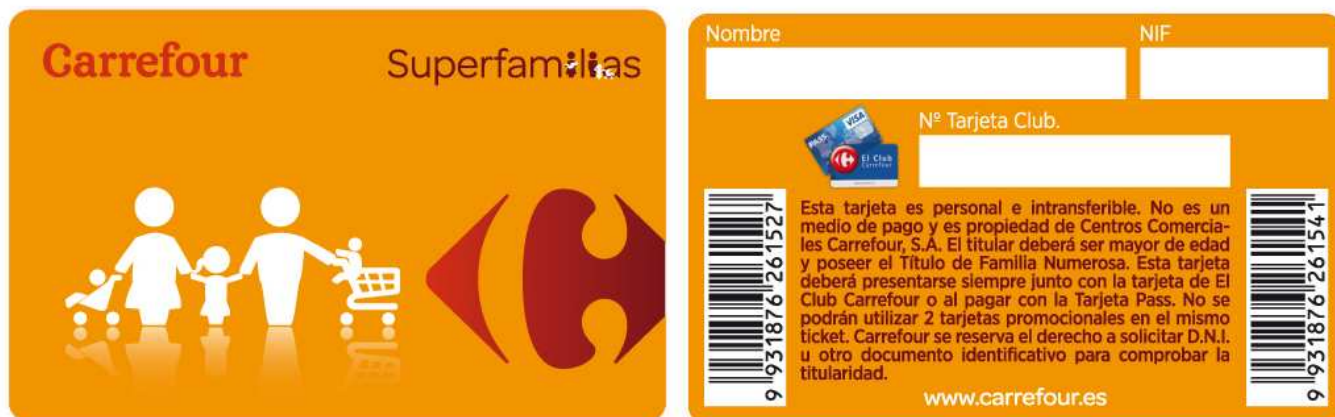 Carrefour
Superfamilias
Nombre
NIF
Nº Tarjeta Club.
PASS
VISA
El Club
Carrefour
Esta tarjeta es personal e intransferible. No es un
medio de pago y es propiedad de Centros Comercia-
les Carrefour, S.A. El titular deberá ser mayor de edad
y poseer el Título de Familia Numerosa. Esta tarjeta
deberá presentarse siempre junto con la tarjeta de El
Club Carrefour o al pagar con la Tarjeta Pass. No se
podrán utilizar 2 tarjetas promocionales en el mismo
ticket. Carrefour se reserva el derecho a solicitar D.N.I.
u otro documento identificativo para comprobar la
titularidad.
www.carrefour.es
9 931876 261527
9 931876 261541